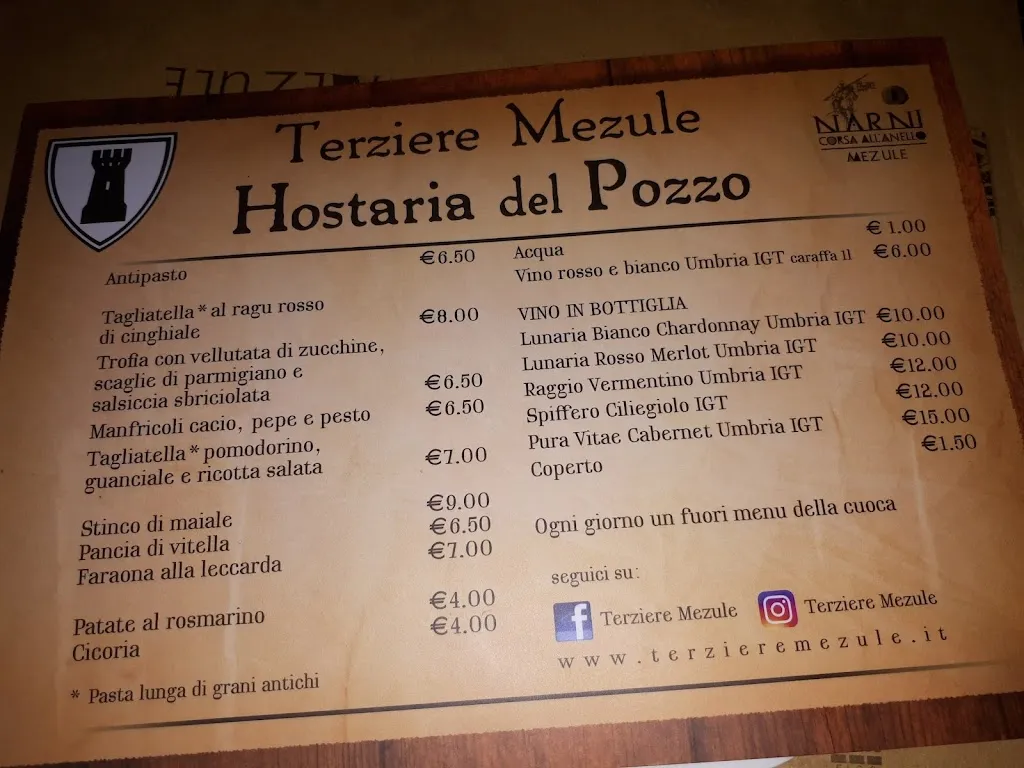 MEZULE
NARNI
CORSA ALL'ANELLO
MEZULE
Terziere Mezule
Hostaria del Pozzo
Antipasto €6.50
Tagliatella * al ragu rosso
di cinghiale €8.00
Trofia con vellutata di zucchine,
scaglie di parmigiano e
salsiccia sbriciolata €6.50
Manfricoli cacio, pepe e pesto €6.50
Tagliatella * pomodorino,
guanciale e ricotta salata €7.00
Stinco di maiale €9.00
Pancia di vitella €6.50
Faraona alla leccarda €7.00
Patate al rosmarino €4.00
Cicoria €4.00
* Pasta lunga di grani antichi
Acqua €1.00
Vino rosso e bianco Umbria IGT caraffa 1l €6.00
VINO IN BOTTIGLIA
Lunaria Bianco Chardonnay Umbria IGT €10.00
Lunaria Rosso Merlot Umbria IGT €10.00
Raggio Vermentino Umbria IGT €12.00
Spiffero Ciliegiolo IGT €12.00
Pura Vitae Cabernet Umbria IGT €15.00
Coperto €1.50
Ogni giorno un fuori menu della cuoca
seguici su:
f Terziere Mezule Terziere Mezule
www.terzieremezule.it